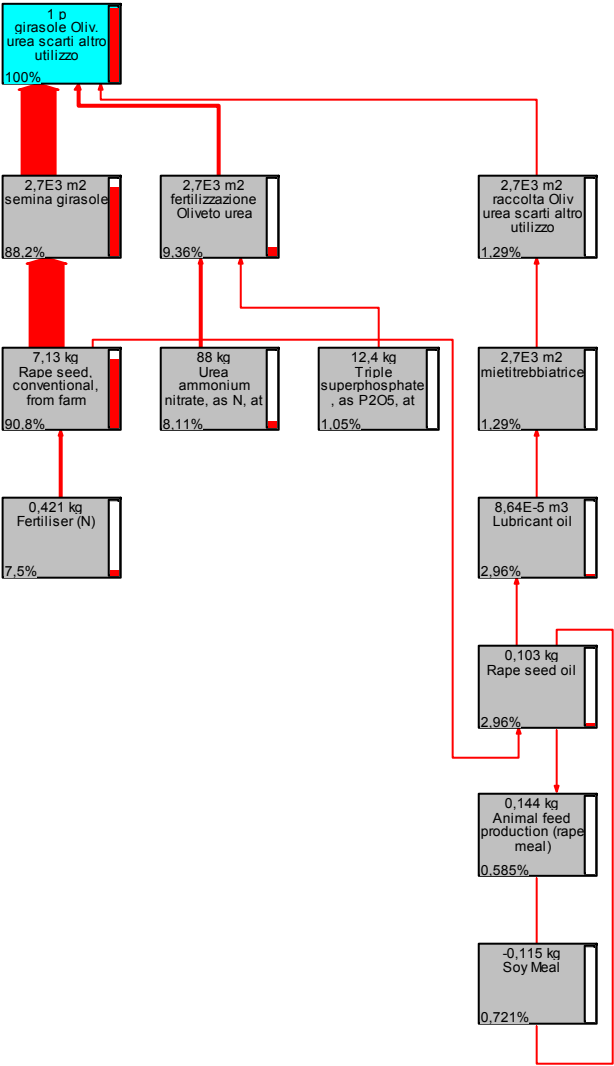 1 p
girasole Oliv.
urea scarti altro
utilizzo
100%
2,7E3 m2
semina girasole
88,2%
2,7E3 m2
fertilizzazione
Oliveto urea
9,36%
2,7E3 m2
raccolta Oliv
urea scarti altro
utilizzo
1,29%
7,13 kg
Rape seed,
conventional,
from farm
90,8%
88 kg
Urea
ammonium
nitrate, as N, at
8,11%
12,4 kg
Triple
superphosphate
, as P2O5, at
1,05%
2,7E3 m2
mietitrebbiatrice
1,29%
0,421 kg
Fertiliser (N)
7,5%
8,64E-5 m3
Lubricant oil
2,96%
0,103 kg
Rape seed oil
2,96%
0,144 kg
Animal feed
production (rape
meal)
0,585%
-0,115 kg
Soy Meal
0,721%